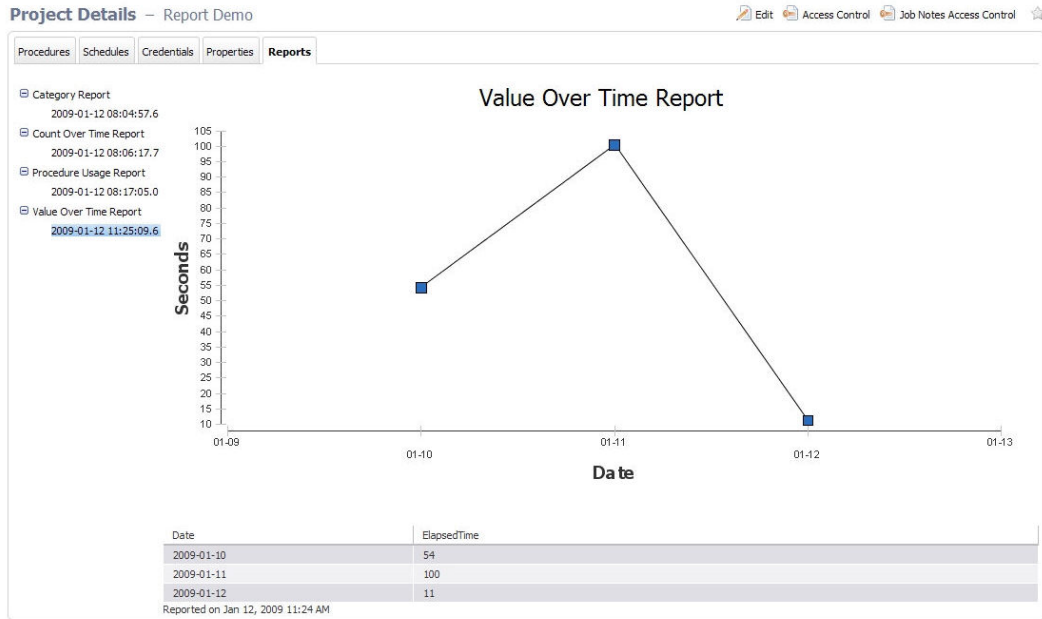 Project Details – Report Demo
Edit Access Control Job Notes Access Control
Procedures Schedules Credentials Properties Reports
Category Report
2009-01-12 08:04:57.6
Count Over Time Report
2009-01-12 08:06:17.7
Procedure Usage Report
2009-01-12 08:17:05.0
Value Over Time Report
2009-01-12 11:25:09.6
Value Over Time Report
Seconds
105
100
95
90
85
80
75
70
65
60
55
50
45
40
35
30
25
20
15
10
01-09 01-10 01-11 01-12 01-13
Date
Date ElapsedTime
2009-01-10 54
2009-01-11 100
2009-01-12 11
Reported on Jan 12, 2009 11:24 AM